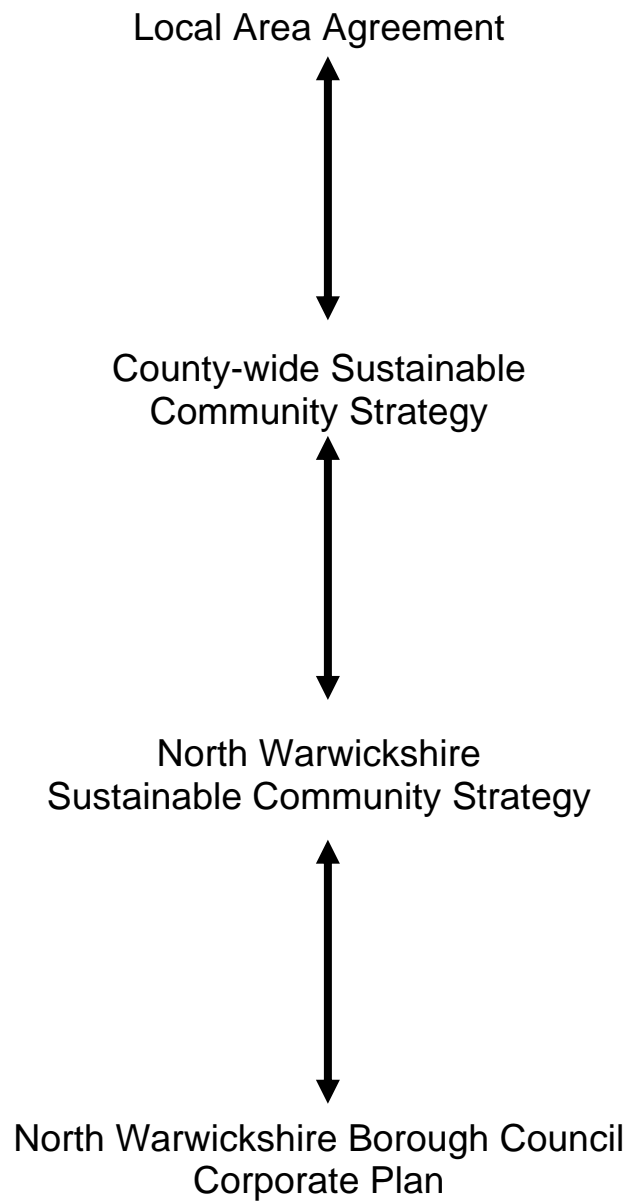 Local Area Agreement
County-wide Sustainable
Community Strategy
North Warwickshire
Sustainable Community Strategy
North Warwickshire Borough Council
Corporate Plan